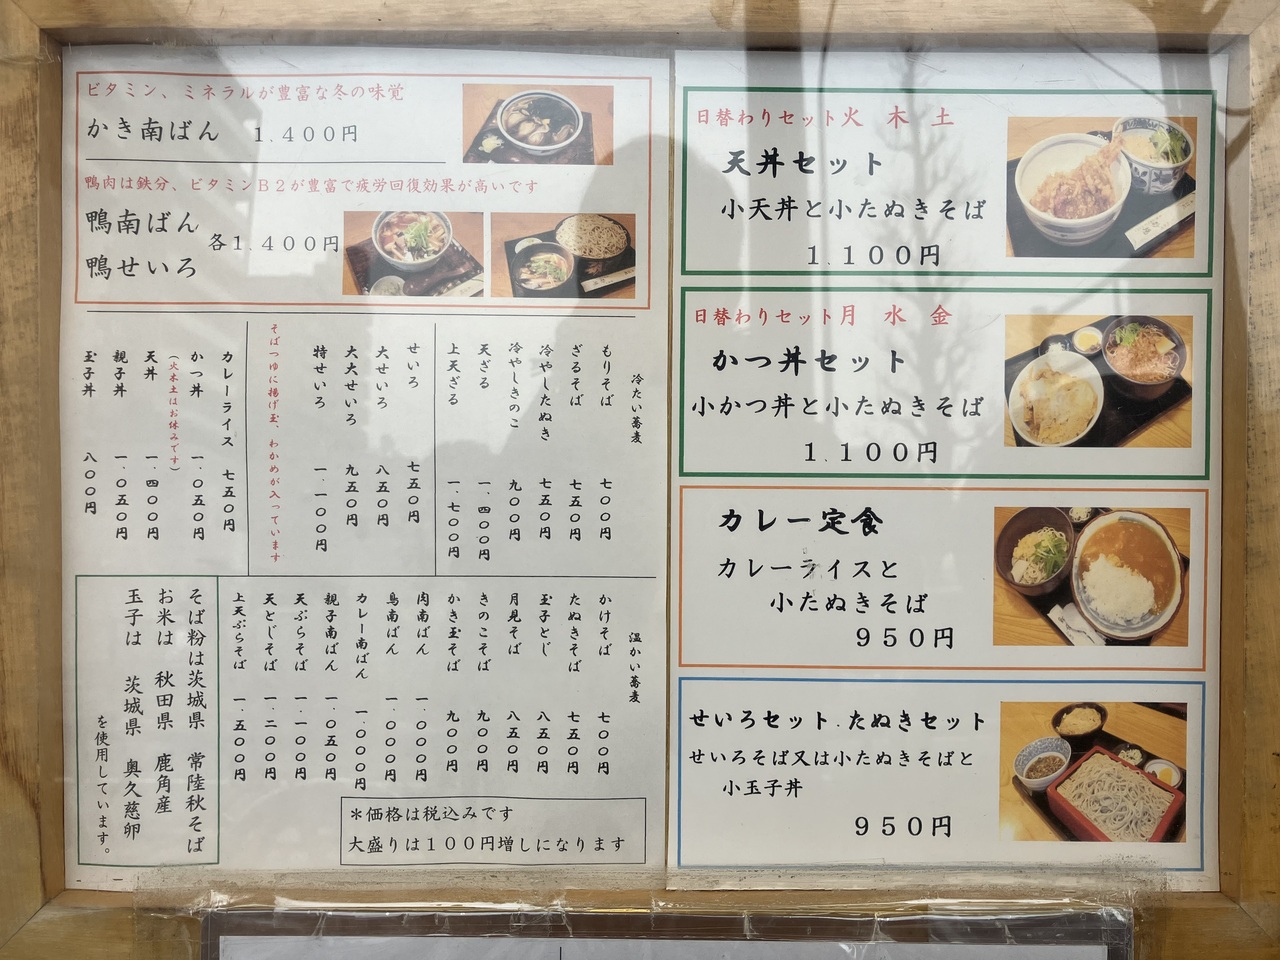 ビタミン、ミネラルが豊富な冬の味覚
かき南ばん 1.400円
鴨肉は鉄分、ビタミンB2が豊富で疲労回復効果が高いです
鴨南ばん
各1.400円
鴨せいろ
冷たい蕎麦
もりそば 七〇〇円
ざるそば 七五〇円
冷やしたぬき 七五〇円
冷やしきのこ 九〇〇円
天ざる 一.四〇〇円
上天ざる 一.七〇〇円
せいろ 七五〇円
大せいろ 八五〇円
大大せいろ 九五〇円
特せいろ 一.一〇〇円
そばつゆに揚げ玉、わかめが入っています
カレーライス 七五〇円
かつ丼 一.〇五〇円
(火木土はお休みです)
天丼 一.四〇〇円
親子丼 一.〇五〇円
玉子丼 八〇〇円
温かい蕎麦
かけそば 七〇〇円
たぬきそば 七五〇円
玉子とじ 八五〇円
月見そば 八五〇円
きのこそば 九〇〇円
かき玉そば 九〇〇円
肉南ばん 一.〇〇〇円
鳥南ばん 一.〇〇〇円
カレー南ばん 一.〇〇〇円
親子南ばん 一.〇五〇円
天ぷらそば 一.一〇〇円
天とじそば 一.二〇〇円
上天ぷらそば 一.五〇〇円
そば粉は茨城県 常陸秋そば
お米は 秋田県 鹿角産
玉子は 茨城県 奥久慈卵
を使用しています。
*価格は税込みです
大盛りは100円増しになります
日替わりセット火 木 土
天丼セット
小天丼と小たぬきそば
1.100円
日替わりセット月 水 金
かつ丼セット
小かつ丼と小たぬきそば
1.100円
カレー定食
カレーライスと
小たぬきそば
950円
せいろセット.たぬきセット
せいろそば又は小たぬきそばと
小玉子丼
950円